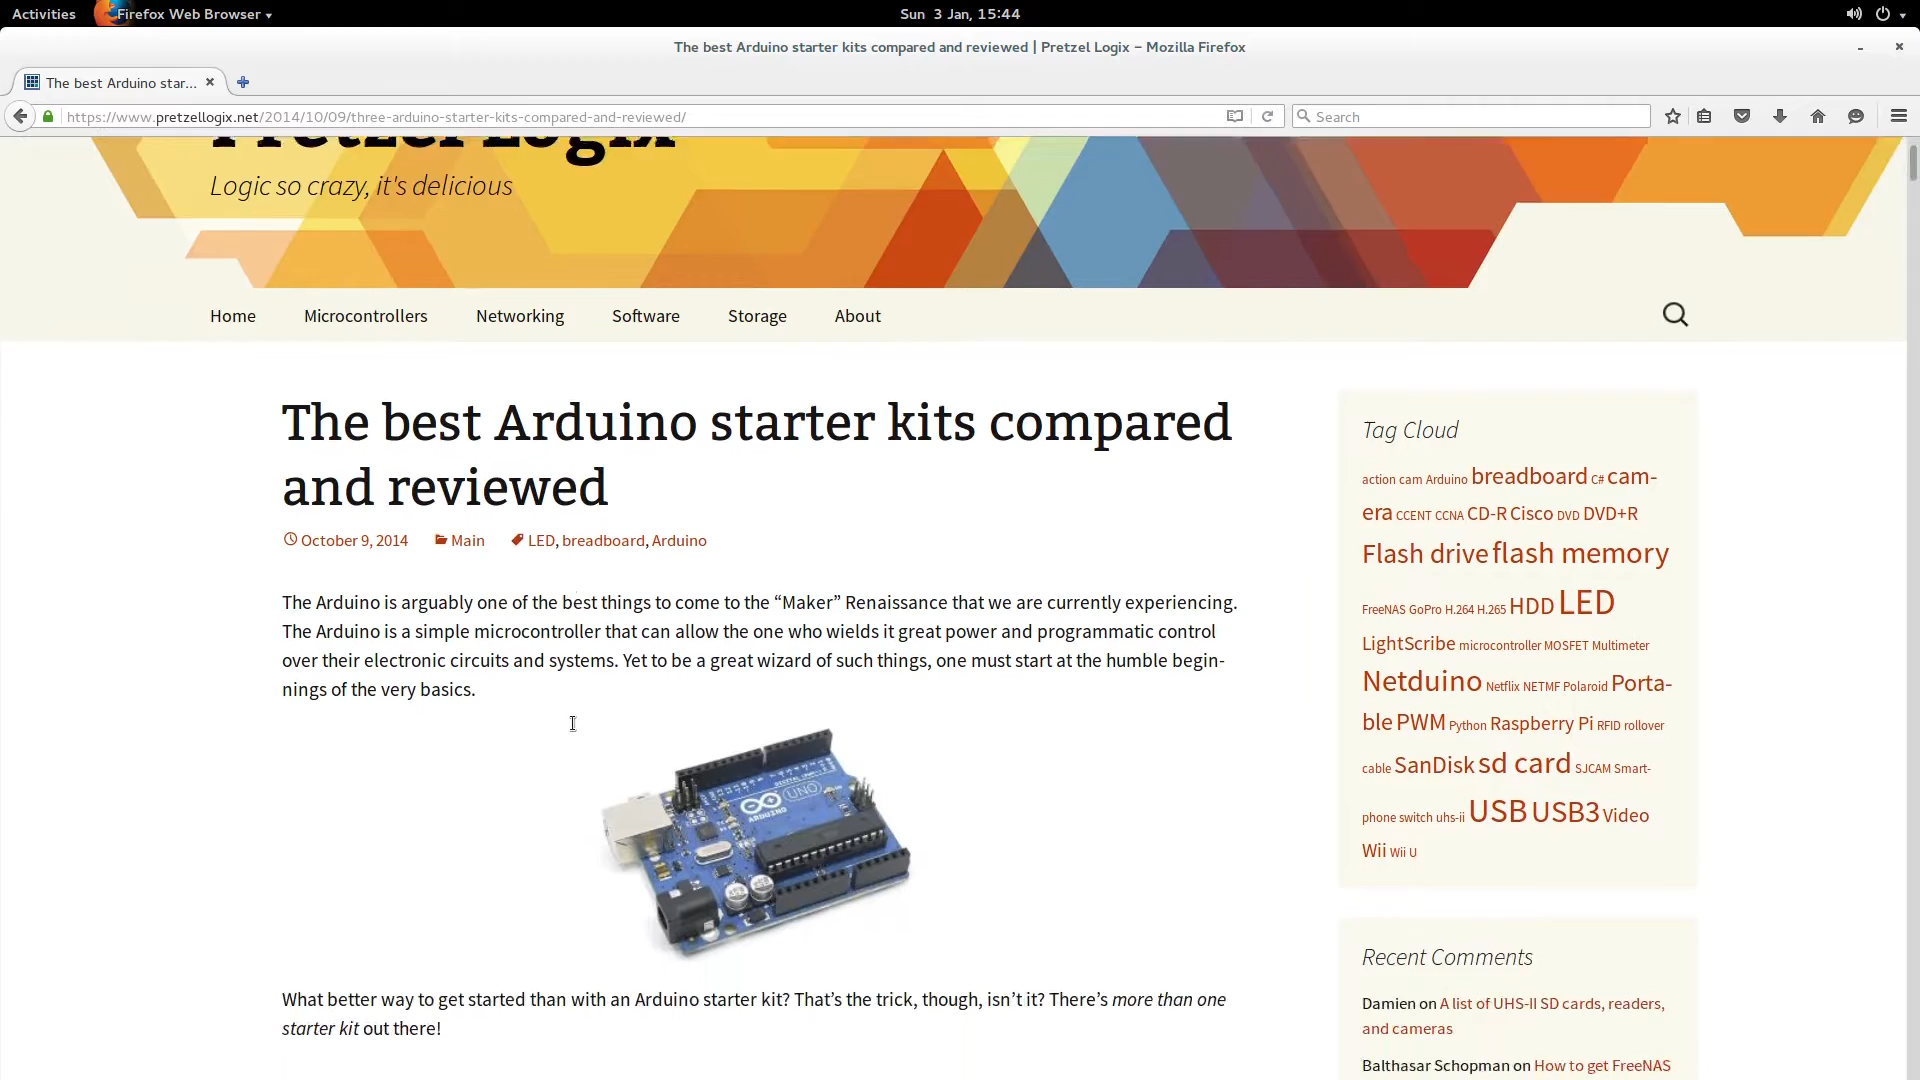 Activities
Firefox Web Browser
Sun 3 Jan, 15:44
The best Arduino starter kits compared and reviewed | Pretzel Logix – Mozilla Firefox
The best Arduino star...
https://www.pretzellogix.net/2014/10/09/three-arduino-starter-kits-compared-and-reviewed/
Search
Pretzel Logix
Logic so crazy, it's delicious
Home Microcontrollers Networking Software Storage About
The best Arduino starter kits compared
and reviewed
October 9, 2014 Main LED, breadboard, Arduino
The Arduino is arguably one of the best things to come to the “Maker” Renaissance that we are currently experiencing.
The Arduino is a simple microcontroller that can allow the one who wields it great power and programmatic control
over their electronic circuits and systems. Yet to be a great wizard of such things, one must start at the humble begin-
nings of the very basics.
ARDUINO
UNO
What better way to get started than with an Arduino starter kit? That’s the trick, though, isn’t it? There’s more than one
starter kit out there!
Tag Cloud
action cam Arduino breadboard C# cam-
era CCENT CCNA CD-R Cisco DVD DVD+R
Flash drive flash memory
FreeNAS GoPro H.264 H.265 HDD LED
LightScribe microcontroller MOSFET Multimeter
Netduino Netflix NETMF Polaroid Porta-
ble PWM Python Raspberry Pi RFID rollover
cable SanDisk sd card SJCAM Smart-
phone switch uhs-ii USB USB3 Video
Wii Wii U
Recent Comments
Damien on A list of UHS-II SD cards, readers,
and cameras
Balthasar Schopman on How to get FreeNAS